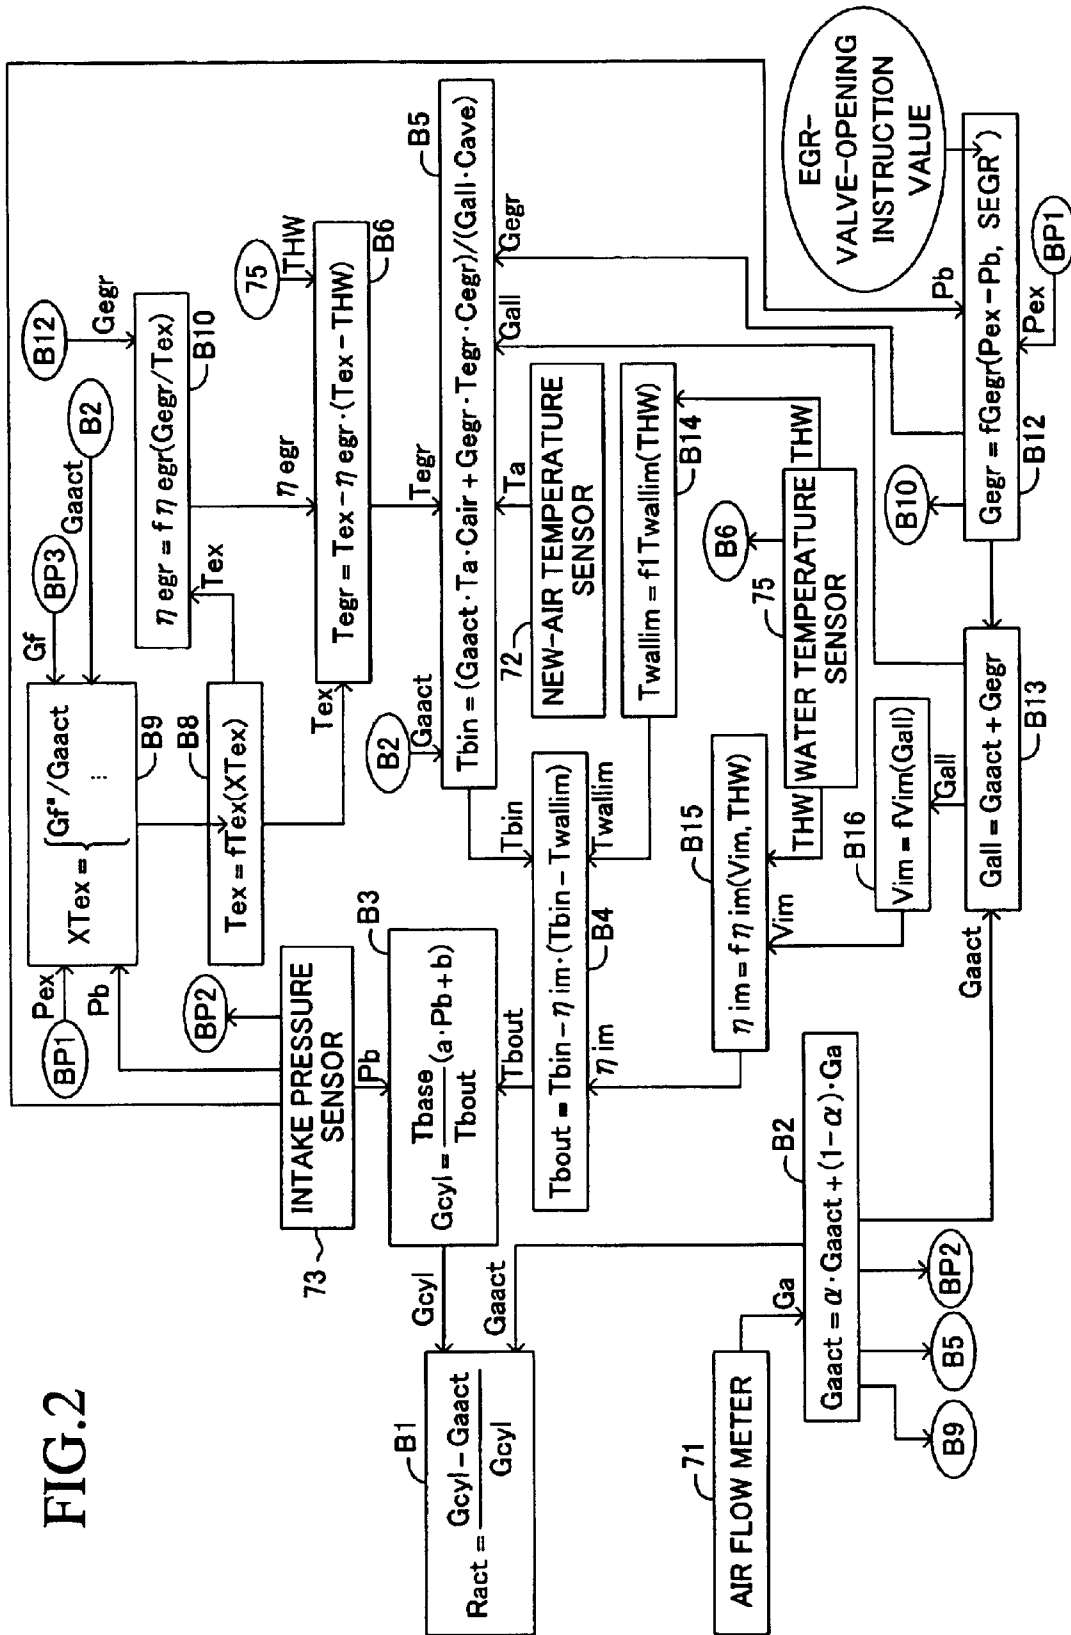 FIG.2
B1
Ract = (Gcyl − Gaact) / Gcyl
Gcyl
Gaact
71
AIR FLOW METER
Ga
B2
Gaact = α·Gaact + (1−α)·Ga
B9
B5
BP2
Gaact
73
INTAKE PRESSURE
SENSOR
BP2
Pb
B3
Gcyl = Tbase/Tbout (a·Pb + b)
Tbout
Tbout = Tbin − ηim·(Tbin − Twallim)
B4
ηim
Tbin
Twallim
B15
ηim = fηim(Vim, THW)
Vim
THW
B16
Vim = fVim(Gall)
Gall
Gall = Gaact + Gegr
B13
BP1
Pex
Pb
XTex = { Gfᵃ/Gaact
⋮
B9
Gf
BP3
Gaact
B2
B8
Tex = fTex(XTex)
Tex
Tex
B12
Gegr
ηegr = fηegr(Gegr/Tex)
B10
ηegr
75
THW
Tegr = Tex − ηegr·(Tex − THW)
B6
Tegr
B2
Gaact
B5
Tbin = (Gaact·Ta·Cair + Gegr·Tegr·Cegr)/(Gall·Cave)
Ta
Gall
Gegr
72
NEW-AIR TEMPERATURE
SENSOR
Twallim = f1Twallim(THW)
B14
THW
B6
75
WATER TEMPERATURE
SENSOR
B10
Pb
Gegr = fGegr(Pex − Pb, SEGR)
B12
Pex
BP1
EGR-
VALVE-OPENING
INSTRUCTION
VALUE